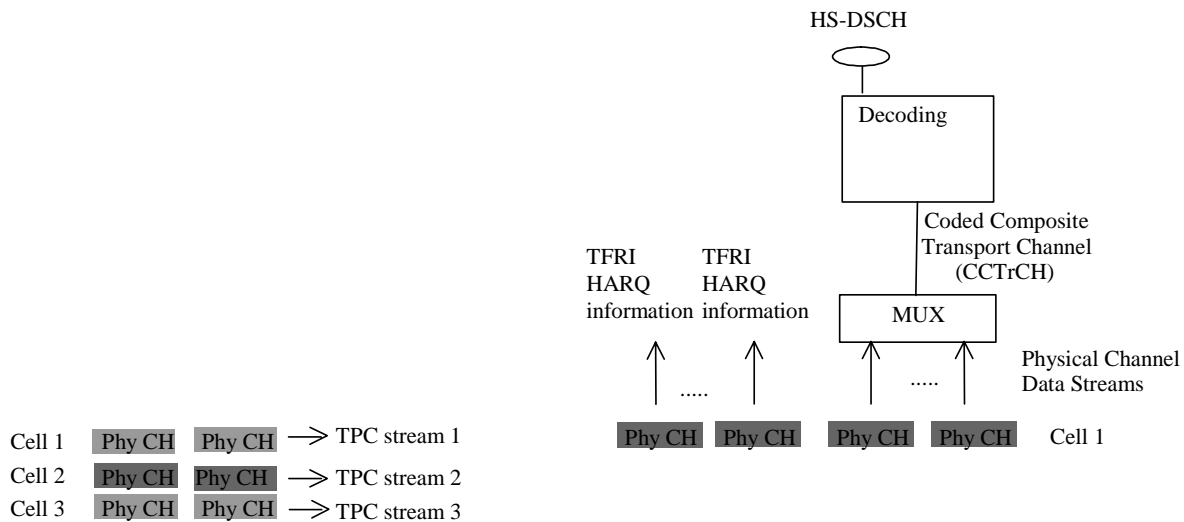 HS-DSCH
Decoding
Coded Composite
Transport Channel
(CCTrCH)
TFRI
HARQ
information
TFRI
HARQ
information
MUX
Physical Channel
Data Streams
.....
.....
Phy CH
Phy CH
Phy CH
Phy CH
Cell 1
Cell 1
Phy CH
Phy CH
TPC stream 1
Cell 2
Phy CH
Phy CH
TPC stream 2
Cell 3
Phy CH
Phy CH
TPC stream 3